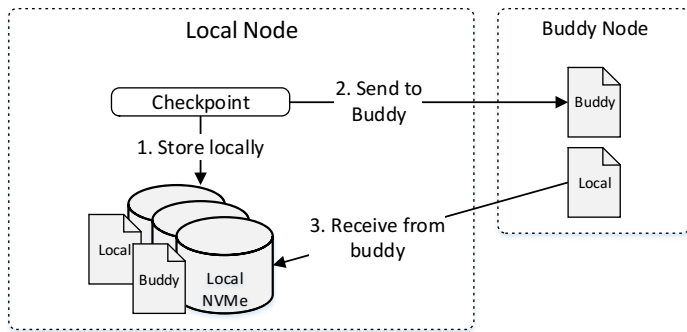 Local Node
Buddy Node
Checkpoint
2. Send to
Buddy
Buddy
1. Store locally
Local
3. Receive from
buddy
Local
Buddy
Local
NVMe